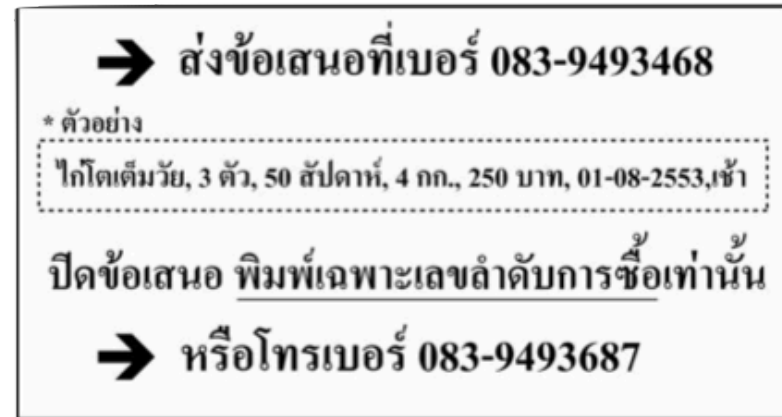 ➔ ส่งข้อเสนอที่เบอร์ 083-9493468
* ตัวอย่าง
ไก่โตเต็มวัย, 3 ตัว, 50 สัปดาห์, 4 กก., 250 บาท, 01-08-2553,เช้า
ปิดข้อเสนอ พิมพ์เฉพาะเลขลำดับการซื้อเท่านั้น
➔ หรือโทรเบอร์ 083-9493687